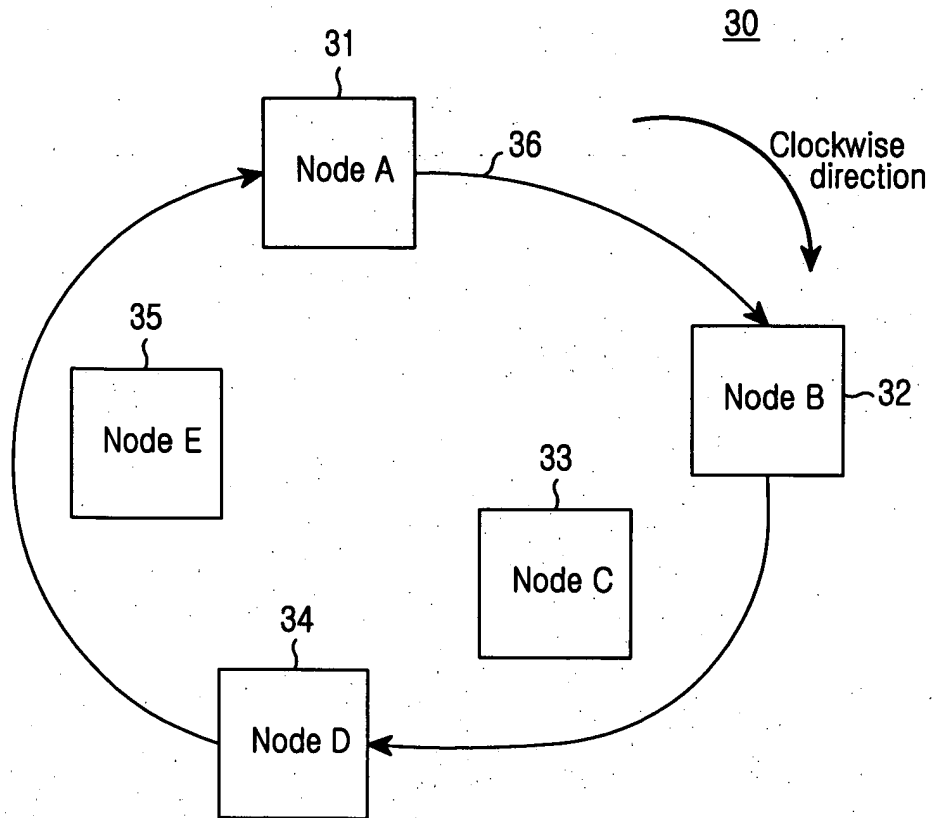 30
31
Node A
36
Clockwise
direction
35
Node E
Node B
32
33
Node C
34
Node D